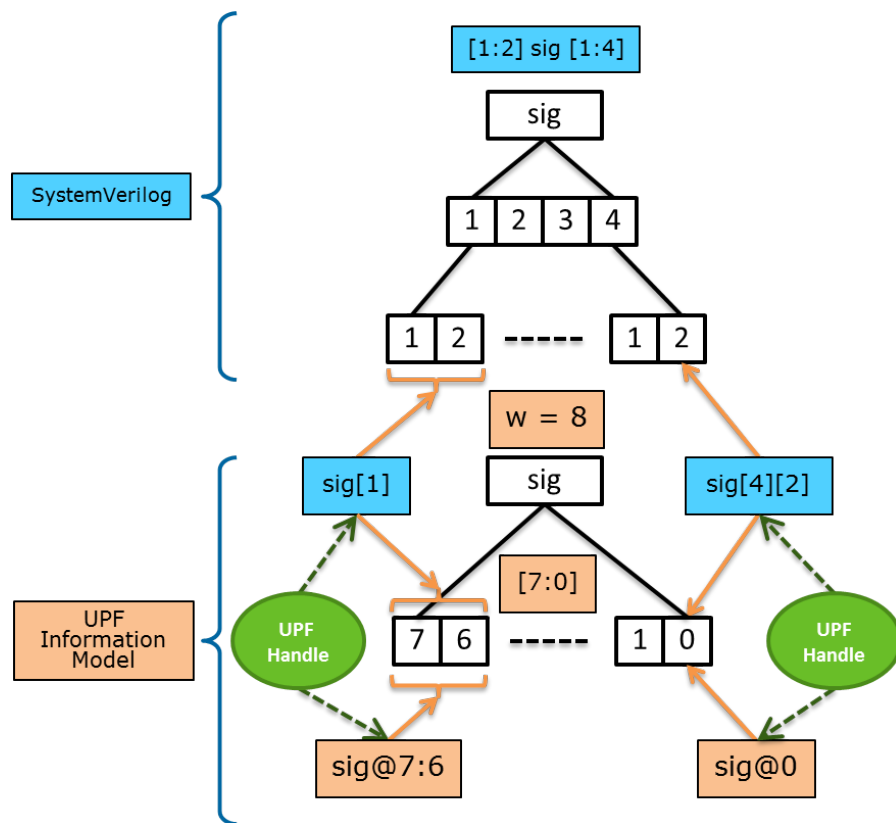 [1:2] sig [1:4]
sig
SystemVerilog
1 2 3 4
1 2 ----- 1 2
w = 8
sig[1]
sig
sig[4][2]
[7:0]
UPF
Information
Model
UPF
Handle
7 6 ----- 1 0
UPF
Handle
sig@7:6
sig@0